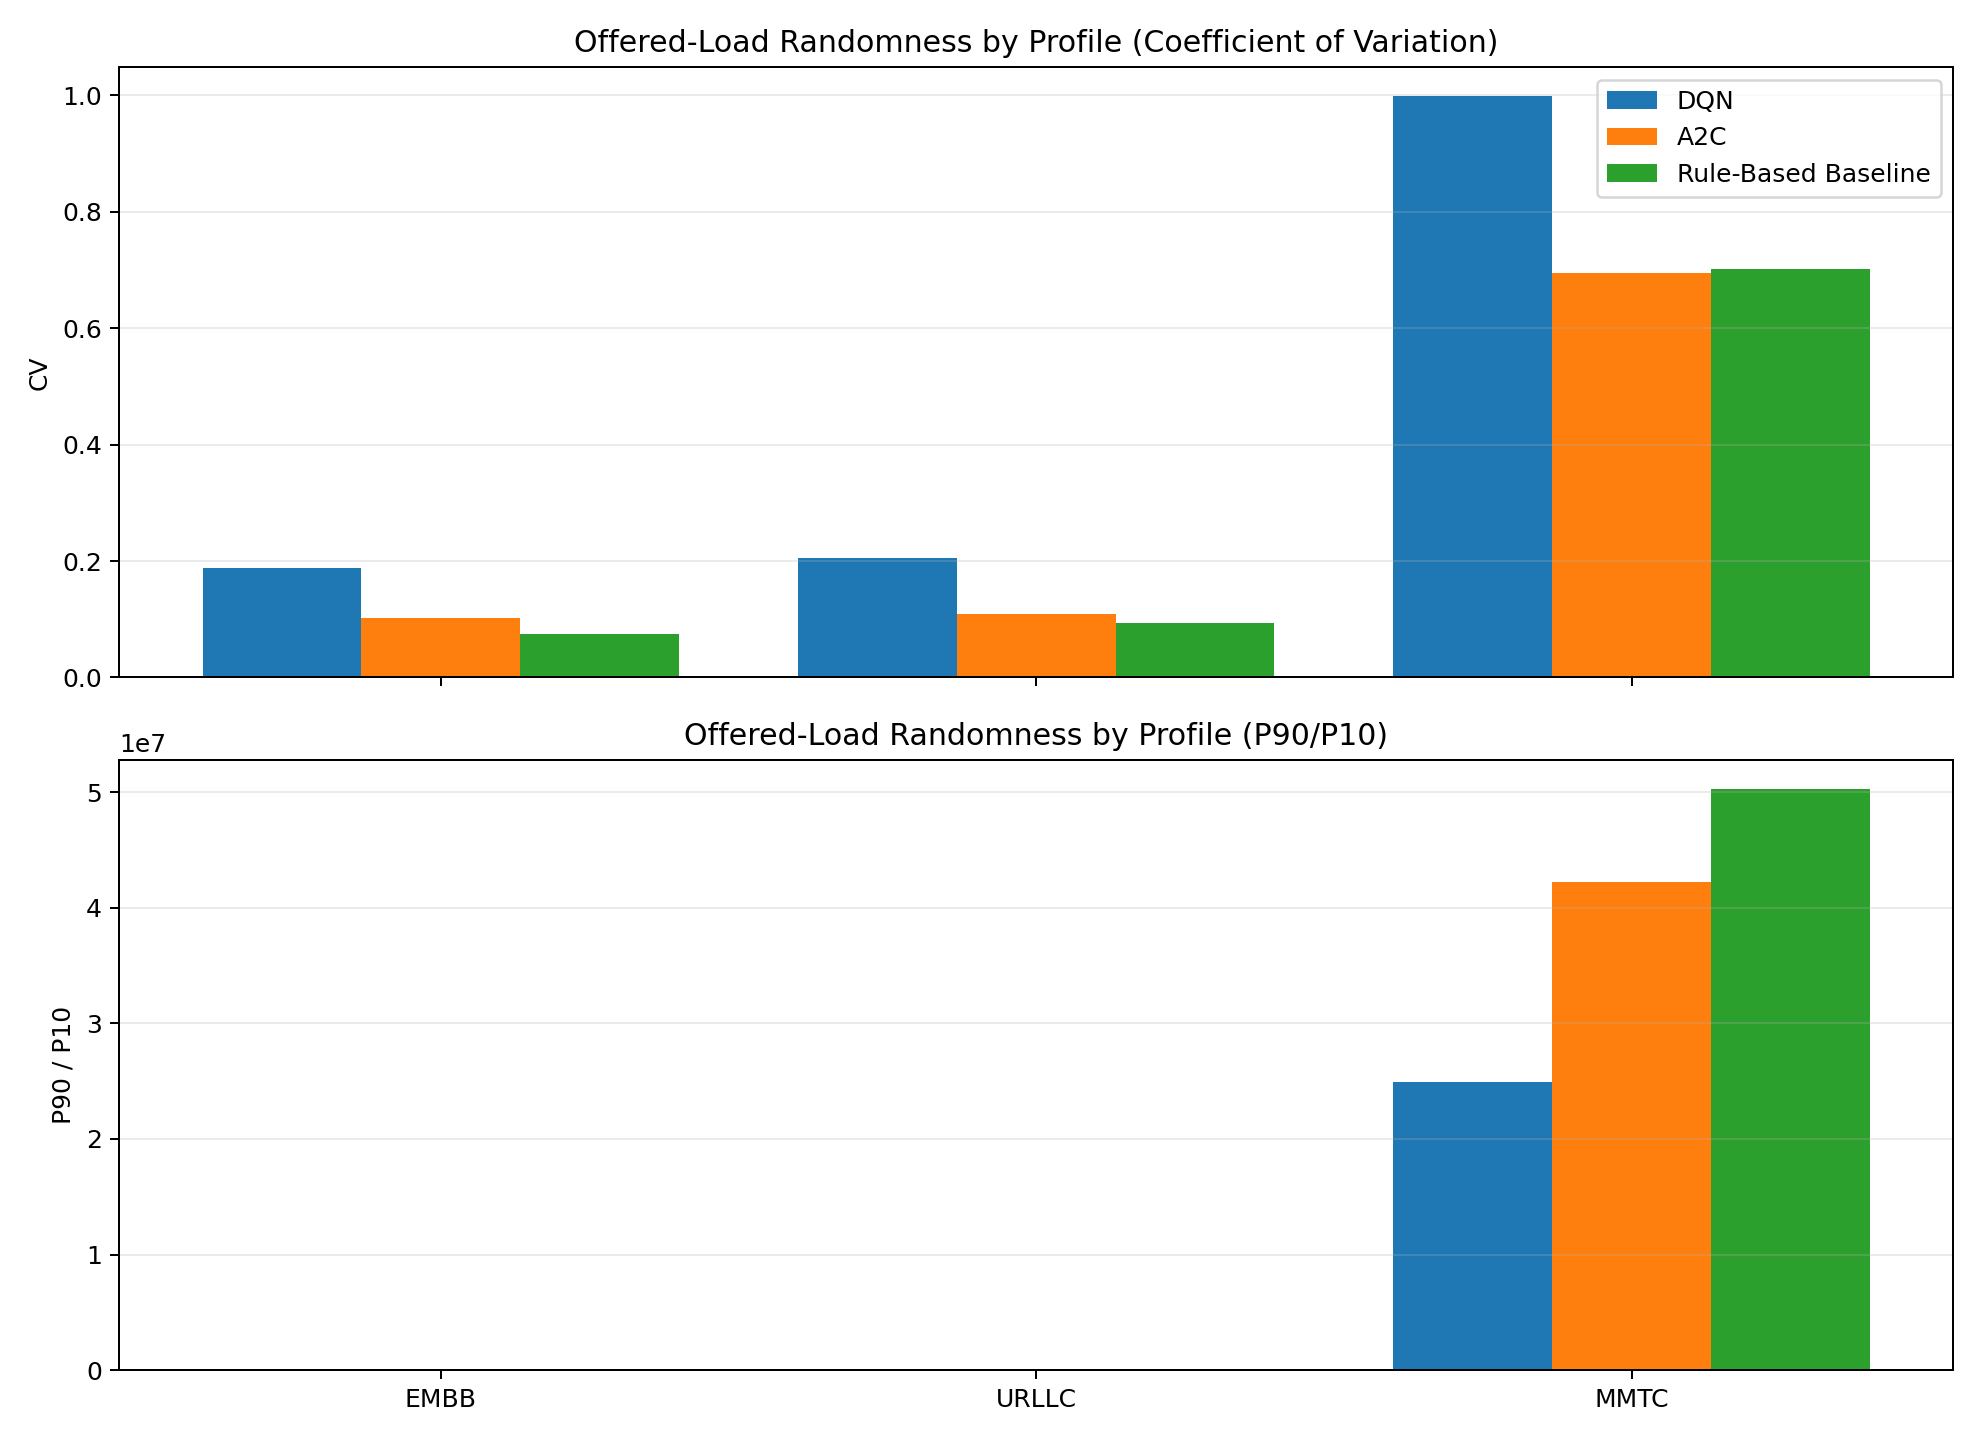 Offered-Load Randomness by Profile (Coefficient of Variation)
1.0
0.8
0.6
0.4
0.2
0.0
CV
DQN
A2C
Rule-Based Baseline
Offered-Load Randomness by Profile (P90/P10)
1e7
5
4
3
2
1
0
P90 / P10
EMBB
URLLC
MMTC